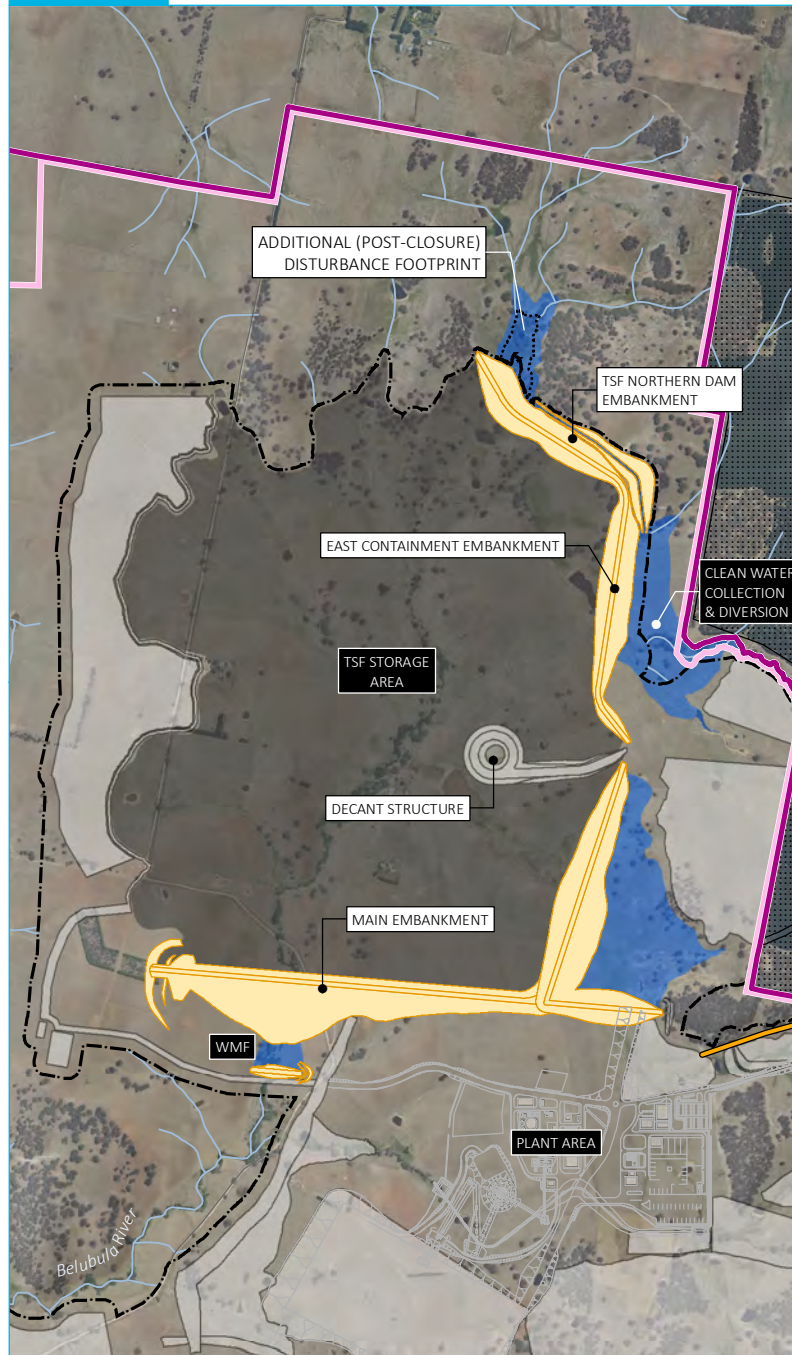 ADDITIONAL (POST-CLOSURE)
DISTURBANCE FOOTPRINT
TSF NORTHERN DAM
EMBANKMENT
EAST CONTAINMENT EMBANKMENT
CLEAN WATER
COLLECTION
& DIVERSION
TSF STORAGE
AREA
DECANT STRUCTURE
MAIN EMBANKMENT
WMF
PLANT AREA
Belubula River